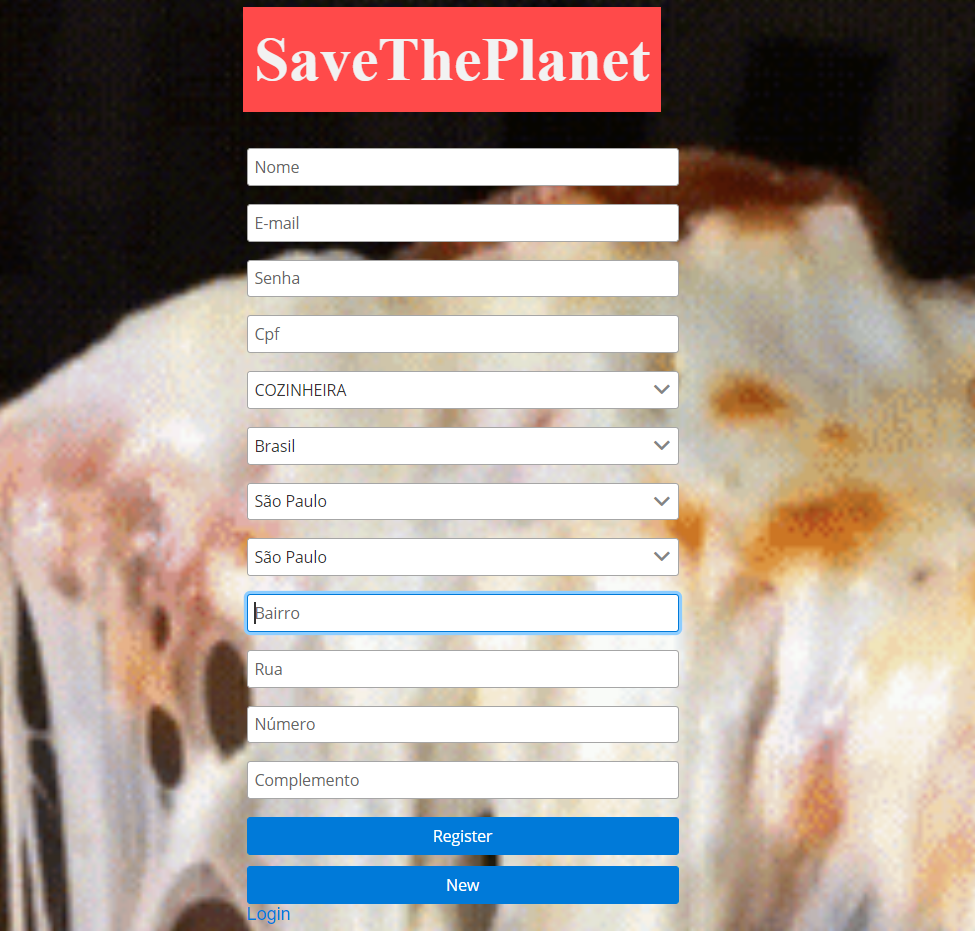 SaveThePlanet
Nome
E-mail
Senha
Cpf
COZINHEIRA
Brasil
São Paulo
São Paulo
Bairro
Rua
Número
Complemento
Register
New
Login